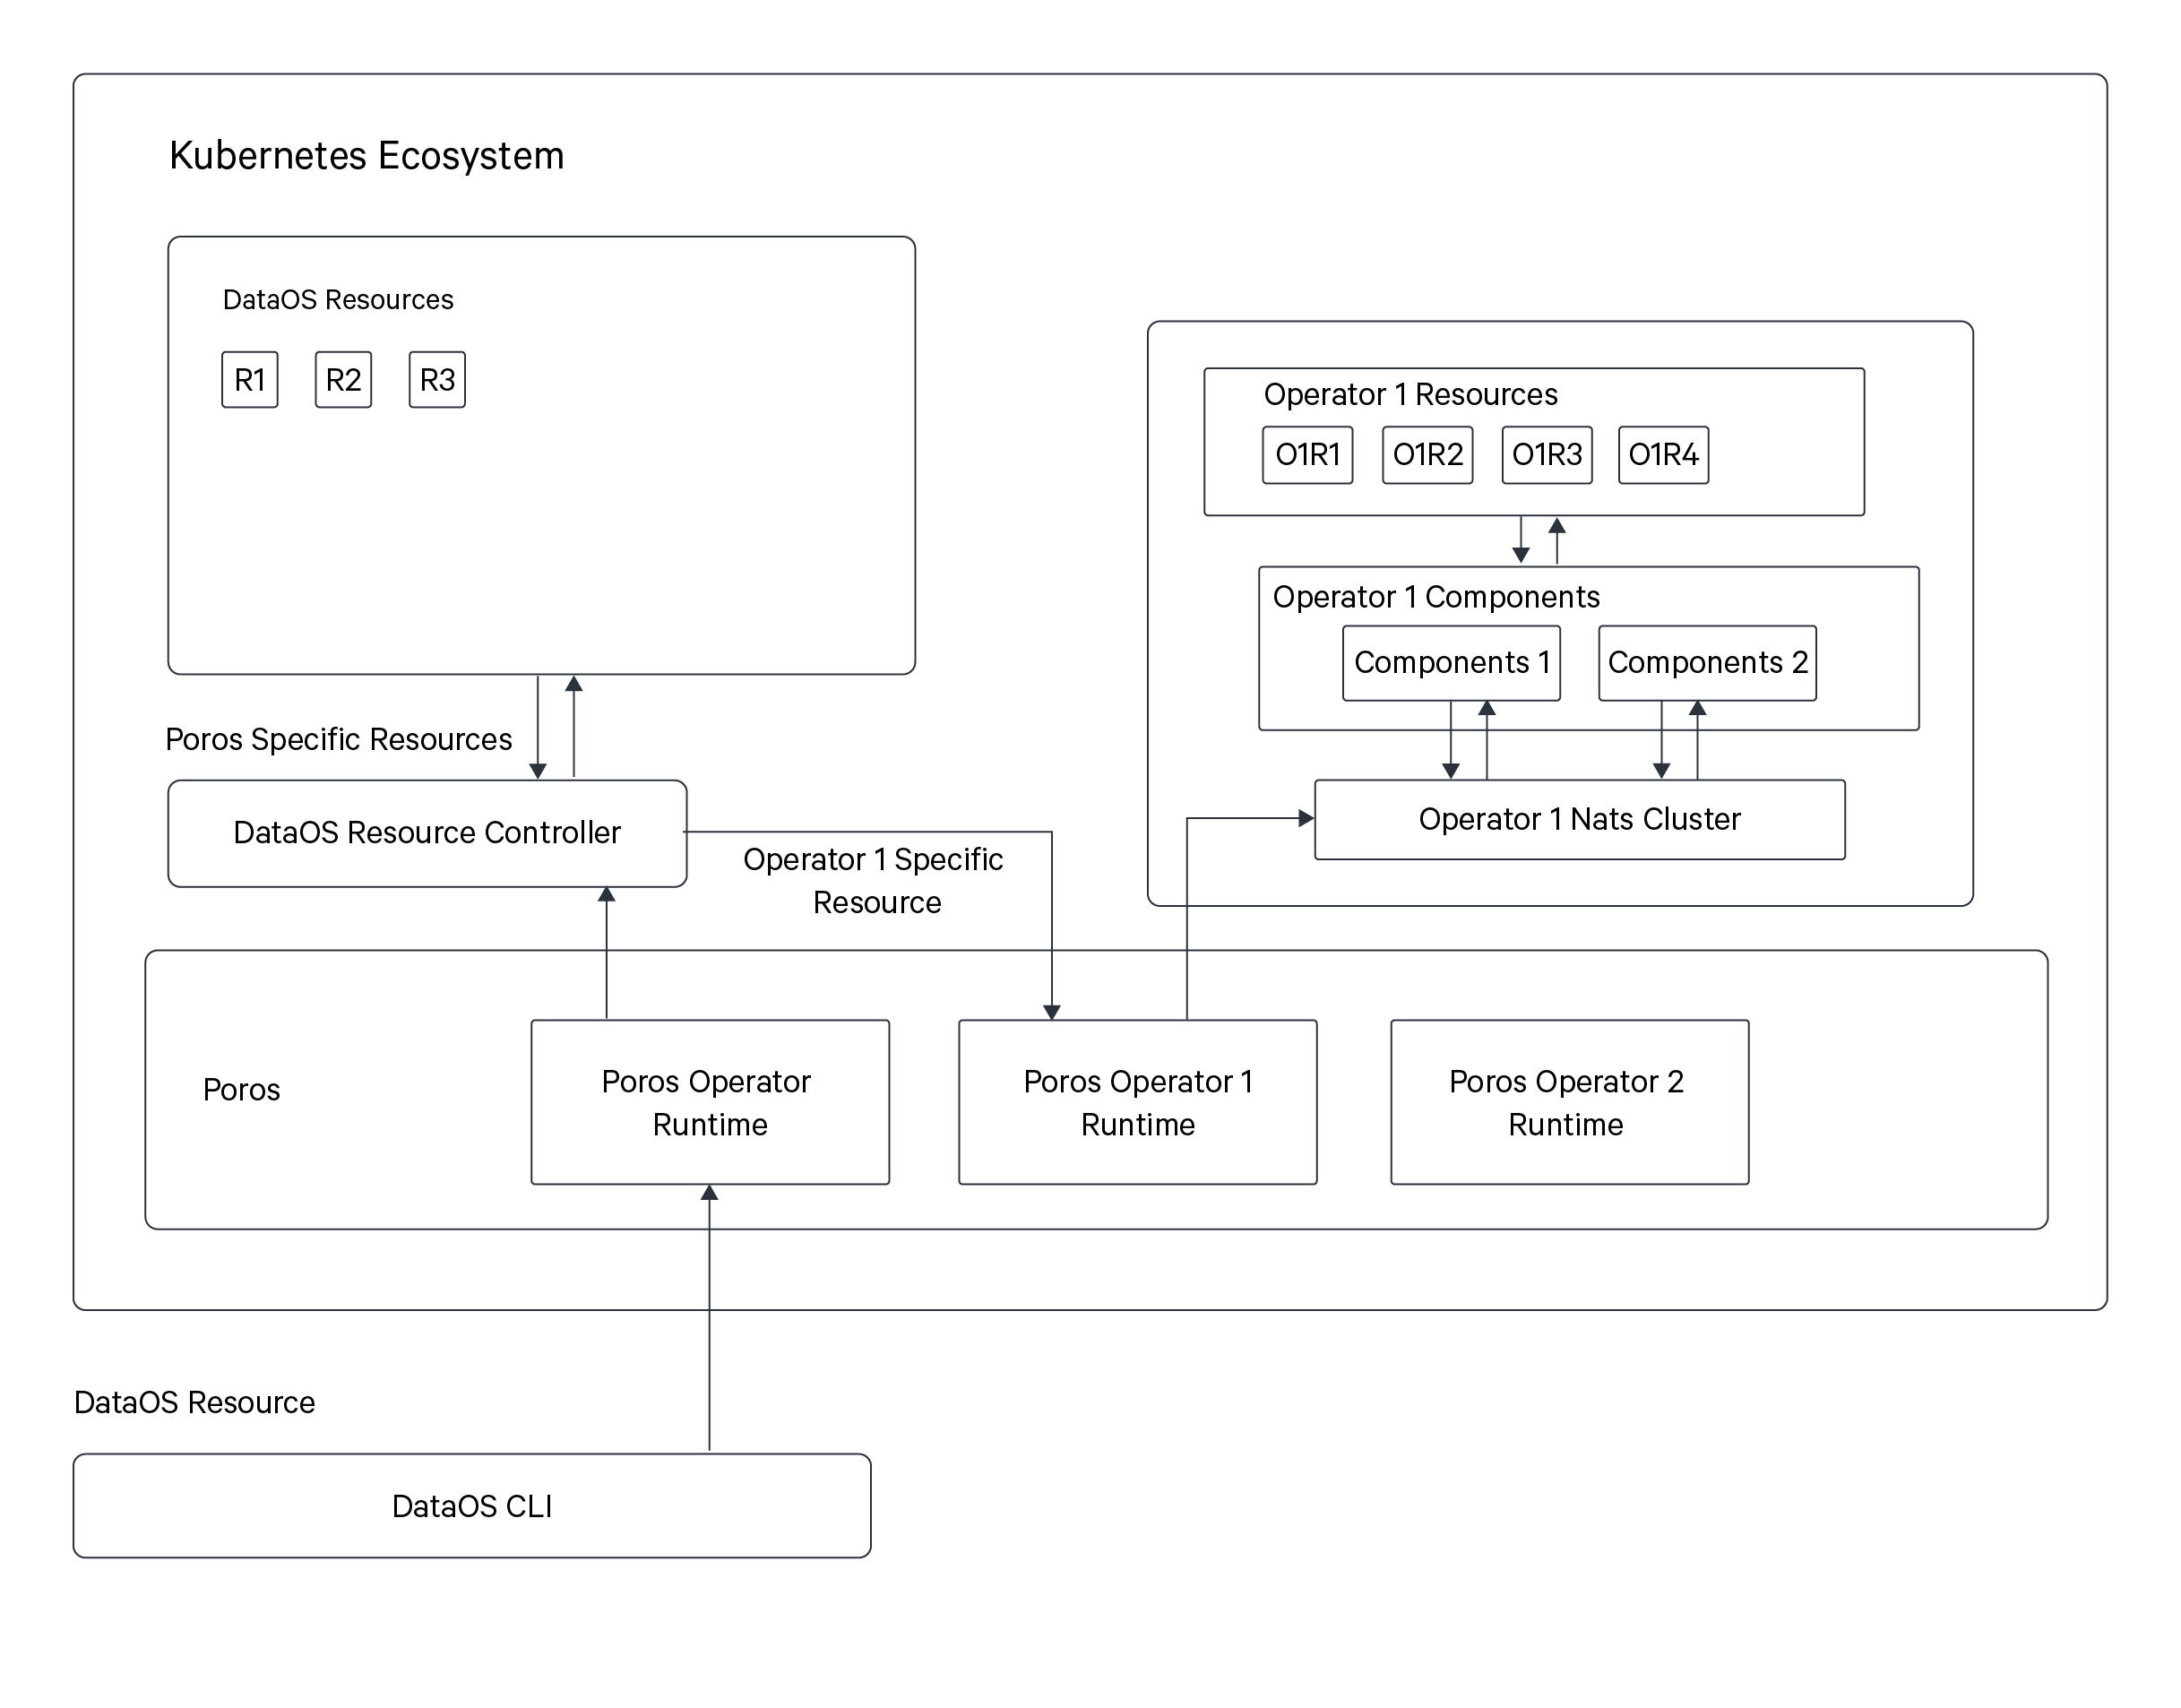 Kubernetes Ecosystem
DataOS Resources
R1
R2
R3
Operator 1 Resources
O1R1
O1R2
O1R3
O1R4
Operator 1 Components
Components 1
Components 2
Poros Specific Resources
DataOS Resource Controller
Operator 1 Specific
Resource
Operator 1 Nats Cluster
Poros
Poros Operator
Runtime
Poros Operator 1
Runtime
Poros Operator 2
Runtime
DataOS Resource
DataOS CLI